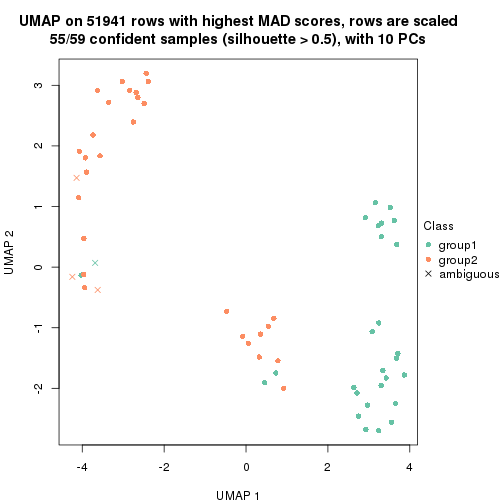 UMAP on 51941 rows with highest MAD scores, rows are scaled
55/59 confident samples (silhouette > 0.5), with 10 PCs
3
2
1
0
-1
-2
UMAP 2
-4
-2
0
2
4
UMAP 1
Class
group1
group2
ambiguous